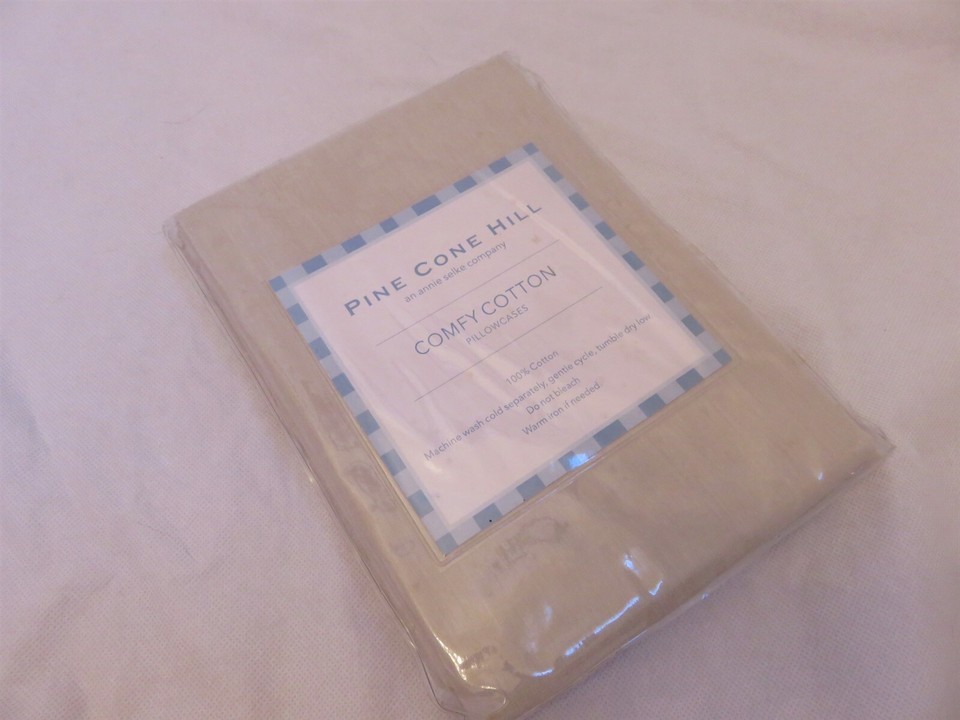 PINE CONE HILL
an annie selke company
COMFY COTTON
PILLOWCASES
100% Cotton
Machine wash cold separately, gentle cycle, tumble dry low
Do not bleach
Warm iron if needed